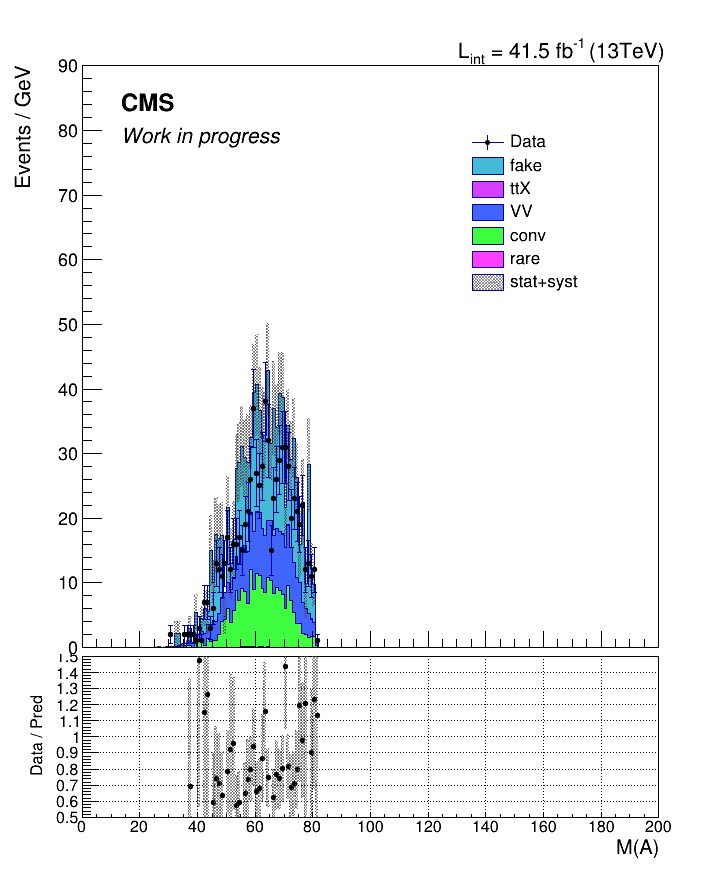 L_int = 41.5 fb^-1 (13TeV)
Events / GeV
90
80
70
60
50
40
30
20
10
0
CMS
Work in progress
Data
fake
ttX
VV
conv
rare
stat+syst
Data / Pred
1.5
1.4
1.3
1.2
1.1
1
0.9
0.8
0.7
0.6
0.5
0 20 40 60 80 100 120 140 160 180 200
M(A)